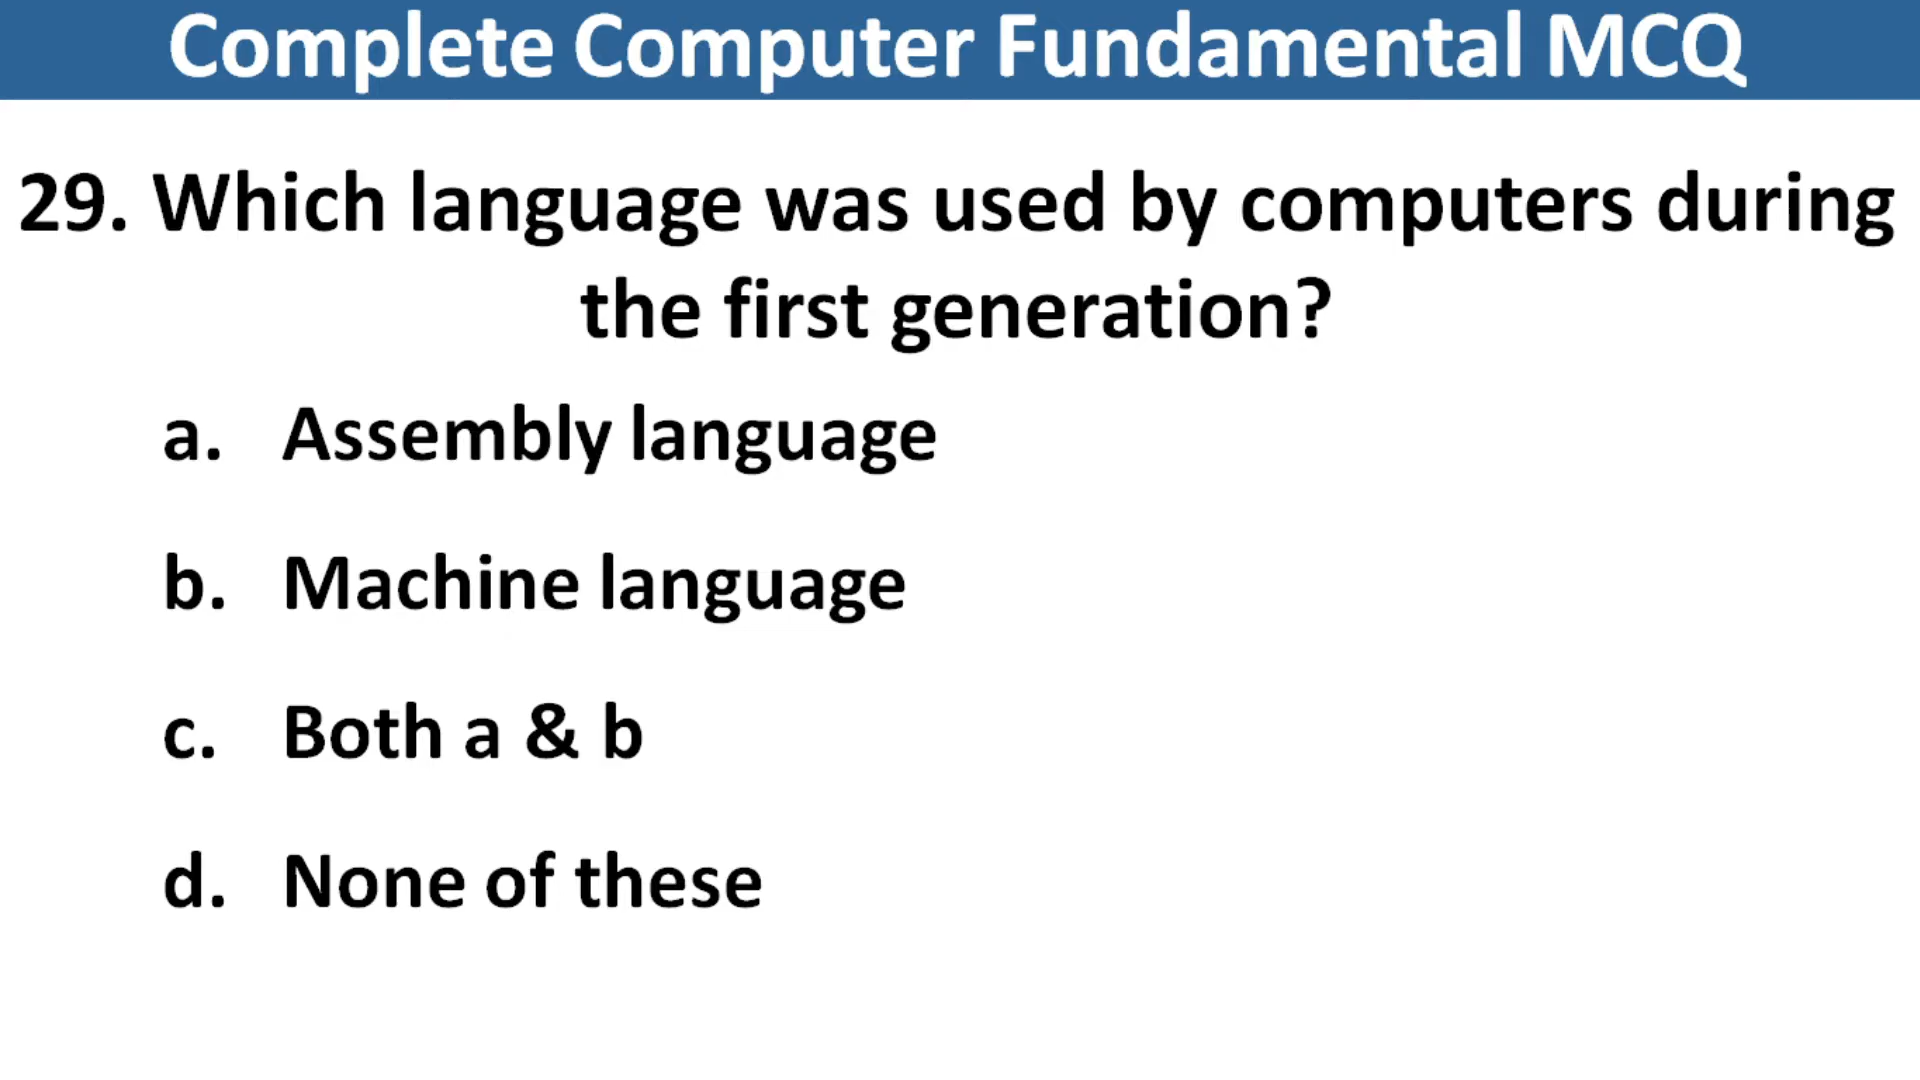 Complete Computer Fundamental MCQ
29. Which language was used by computers during
the first generation?
a. Assembly language
b. Machine language
c. Both a & b
d. None of these